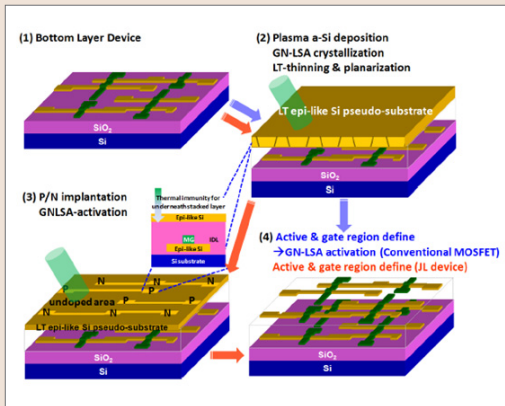 (1) Bottom Layer Device
SiO₂
Si
(2) Plasma a-Si deposition
GN-LSA crystallization
LT-thinning & planarization
LT epi-like Si pseudo-substrate
SiO₂
Si
(3) P/N implantation
GNLSA-activation
Thermal immunity for
underneath stacked layer
Epi-like Si
MG
IDL
Epi-like Si
Si substrate
N
N
P
P
N
undoped area
P
N
N
N
LT epi-like Si pseudo-substrate
SiO₂
Si
(4) Active & gate region define
→GN-LSA activation (Conventional MOSFET)
Active & gate region define (JL device)
SiO₂
Si